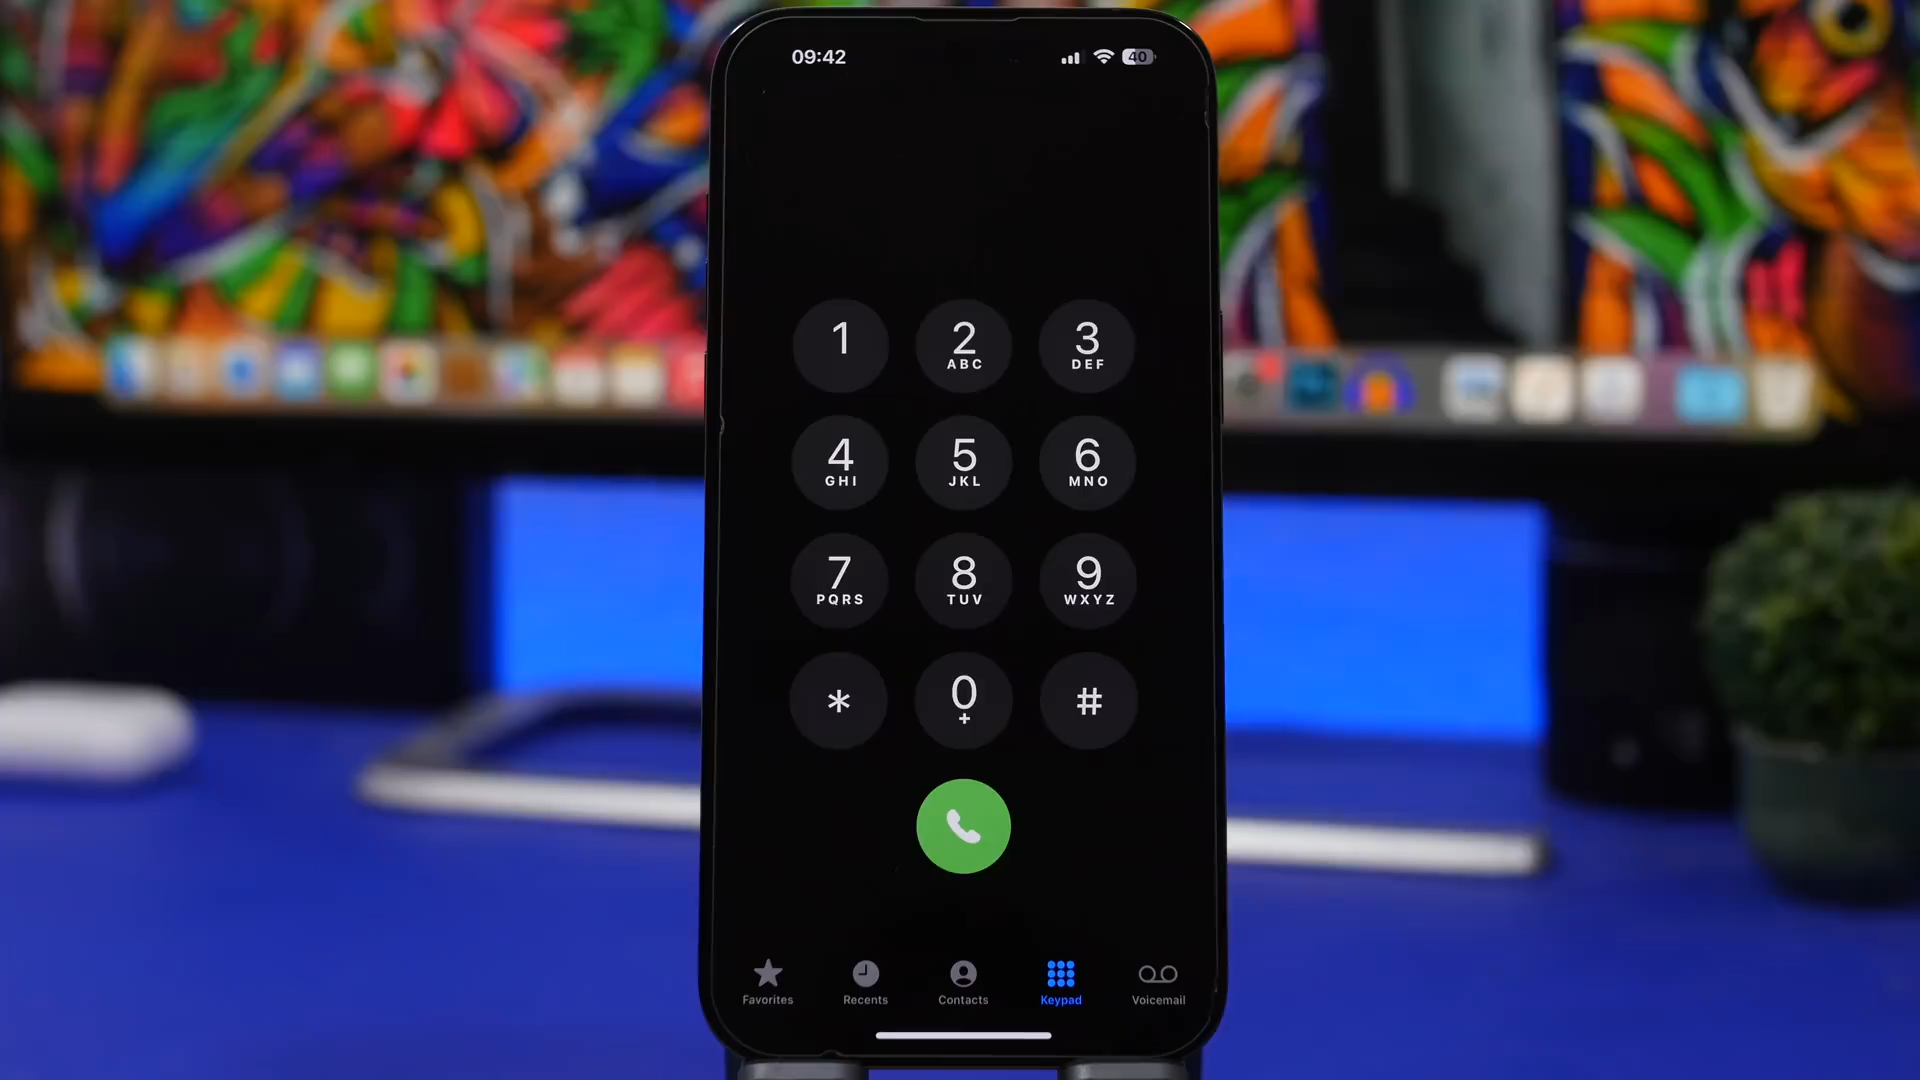 09:42 40
1 2 3
ABC DEF
4 5 6
GHI JKL MNO
7 8 9
PQRS TUV WXYZ
* 0 #
+
Favorites Recents Contacts Keypad Voicemail